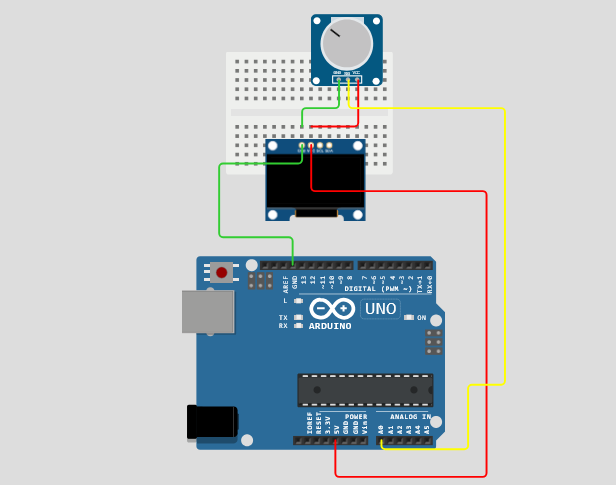 GND SIG VCC
GND VCC SCL SDA
AREF
GND
13
12
~11
~10
~9
8
7
~6
~5
4
~3
2
TX→1
RX←0
DIGITAL (PWM ~)
L
TX
RX
UNO
ON
ARDUINO
IOREF
RESET
3.3V
5V
GND
GND
Vin
POWER
ANALOG IN
A0
A1
A2
A3
A4
A5